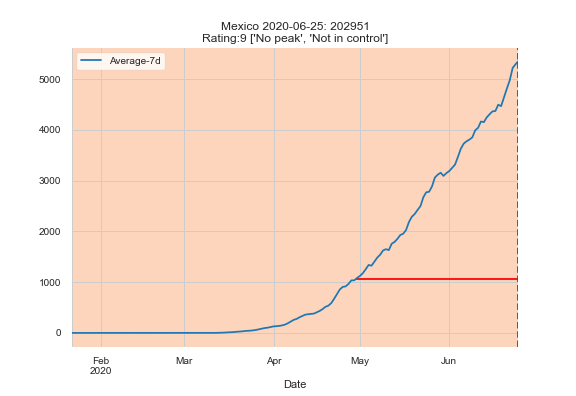 Mexico 2020-06-25: 202951
Rating:9 ['No peak', 'Not in control']
Average-7d
5000
4000
3000
2000
1000
0
Feb Mar Apr May Jun
2020
Date